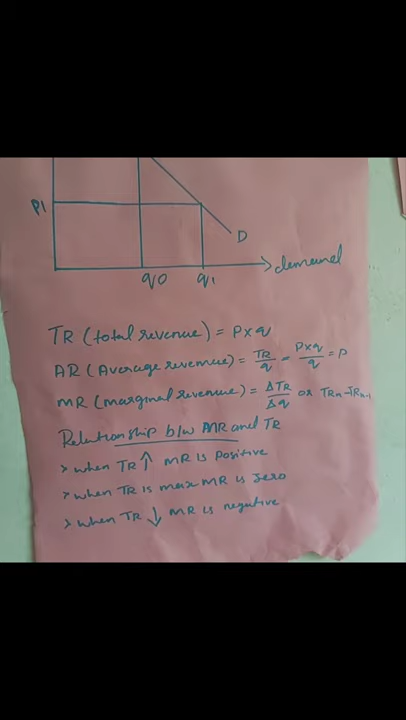 P1
D
q0 q1 demand
TR (total revenue) = P×q
AR (Average revenue) = TR/q = P×q/q = P
MR (marginal revenue) = ΔTR/Δq or TRn-TRn-1
Relationship b/w MR and TR
> when TR ↑ MR is positive
> when TR is max MR is zero
> when TR ↓ MR is negative